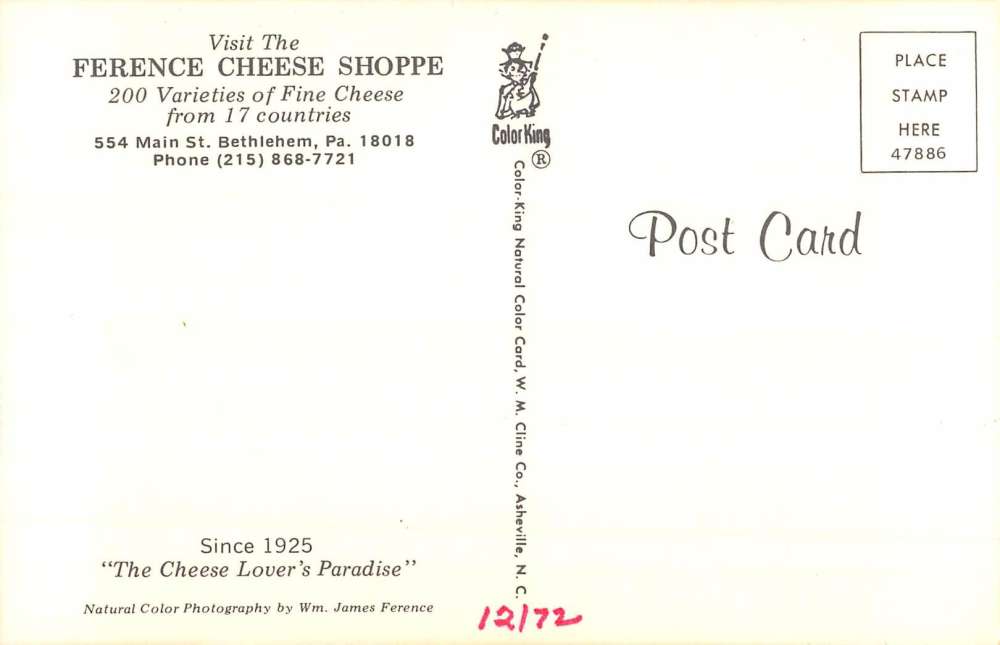 Visit The
FERENCE CHEESE SHOPPE
200 Varieties of Fine Cheese
from 17 countries
554 Main St. Bethlehem, Pa. 18018
Phone (215) 868-7721
Since 1925
"The Cheese Lover's Paradise"
Natural Color Photography by Wm. James Ference
Color King
®
Color-King Natural Color Card, W. M. Cline Co., Asheville, N. C.
12/72
PLACE
STAMP
HERE
47886
Post Card